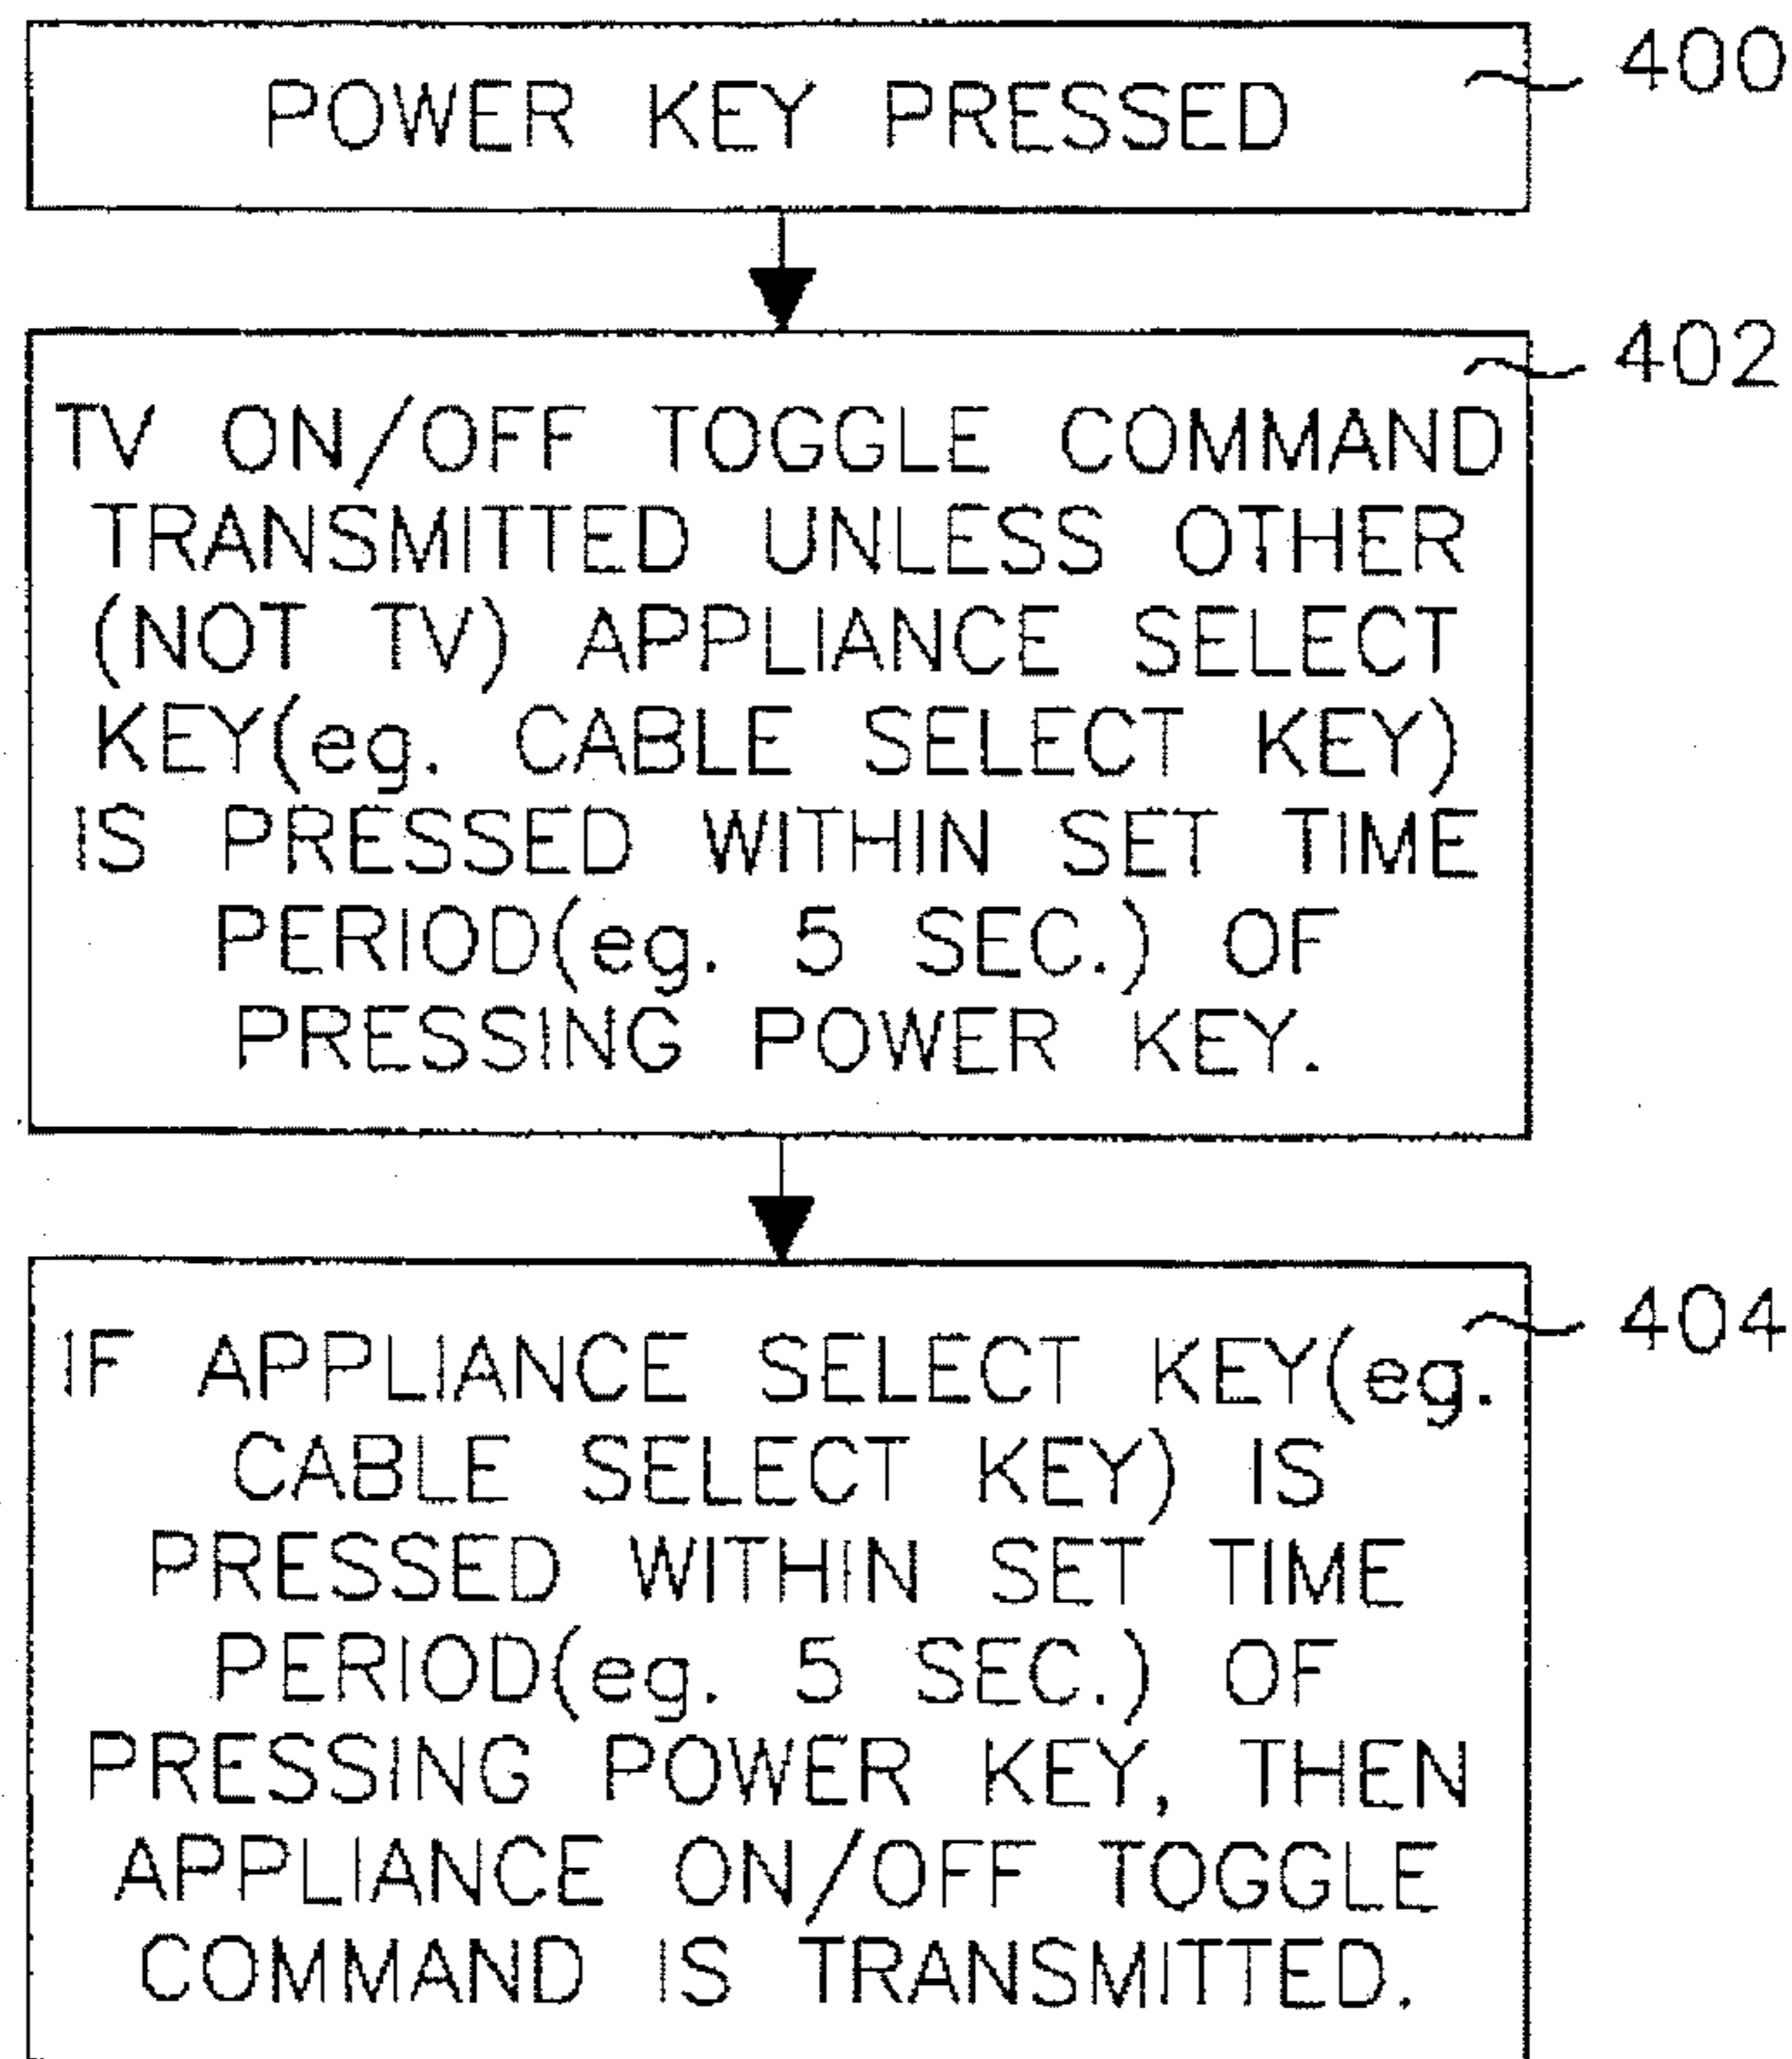 POWER KEY PRESSED
400
402
TV ON/OFF TOGGLE COMMAND
TRANSMITTED UNLESS OTHER
(NOT TV) APPLIANCE SELECT
KEY(eg. CABLE SELECT KEY)
IS PRESSED WITHIN SET TIME
PERIOD(eg. 5 SEC.) OF
PRESSING POWER KEY.
404
IF APPLIANCE SELECT KEY(eg.
CABLE SELECT KEY) IS
PRESSED WITHIN SET TIME
PERIOD(eg. 5 SEC.) OF
PRESSING POWER KEY, THEN
APPLIANCE ON/OFF TOGGLE
COMMAND IS TRANSMITTED.